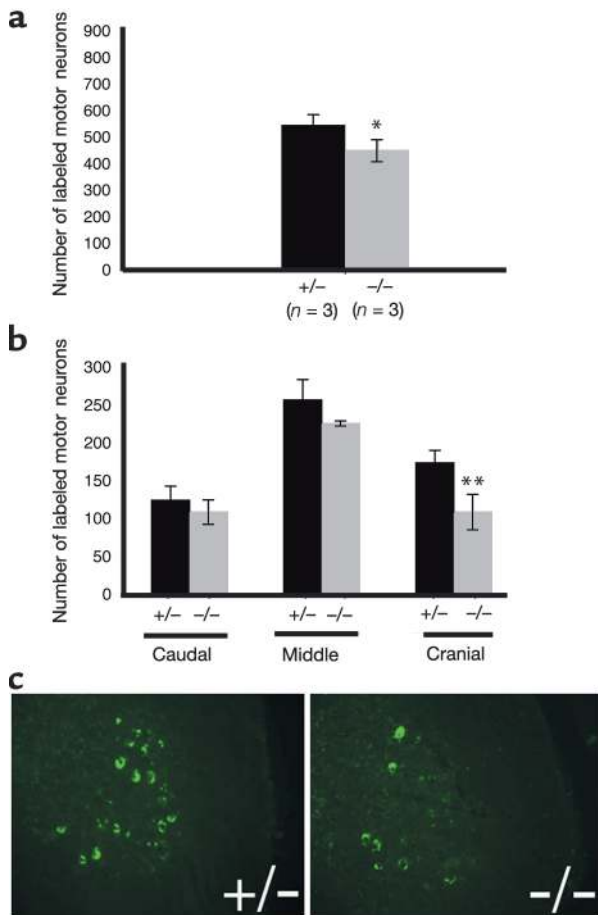 a
Number of labeled motor neurons
900
800
700
600
500
400
300
200
100
0
*
+/– –/–
(n = 3) (n = 3)
b
Number of labeled motor neurons
300
250
200
150
100
50
0
**
+/– –/– +/– –/– +/– –/–
Caudal Middle Cranial
c
+/- -/-